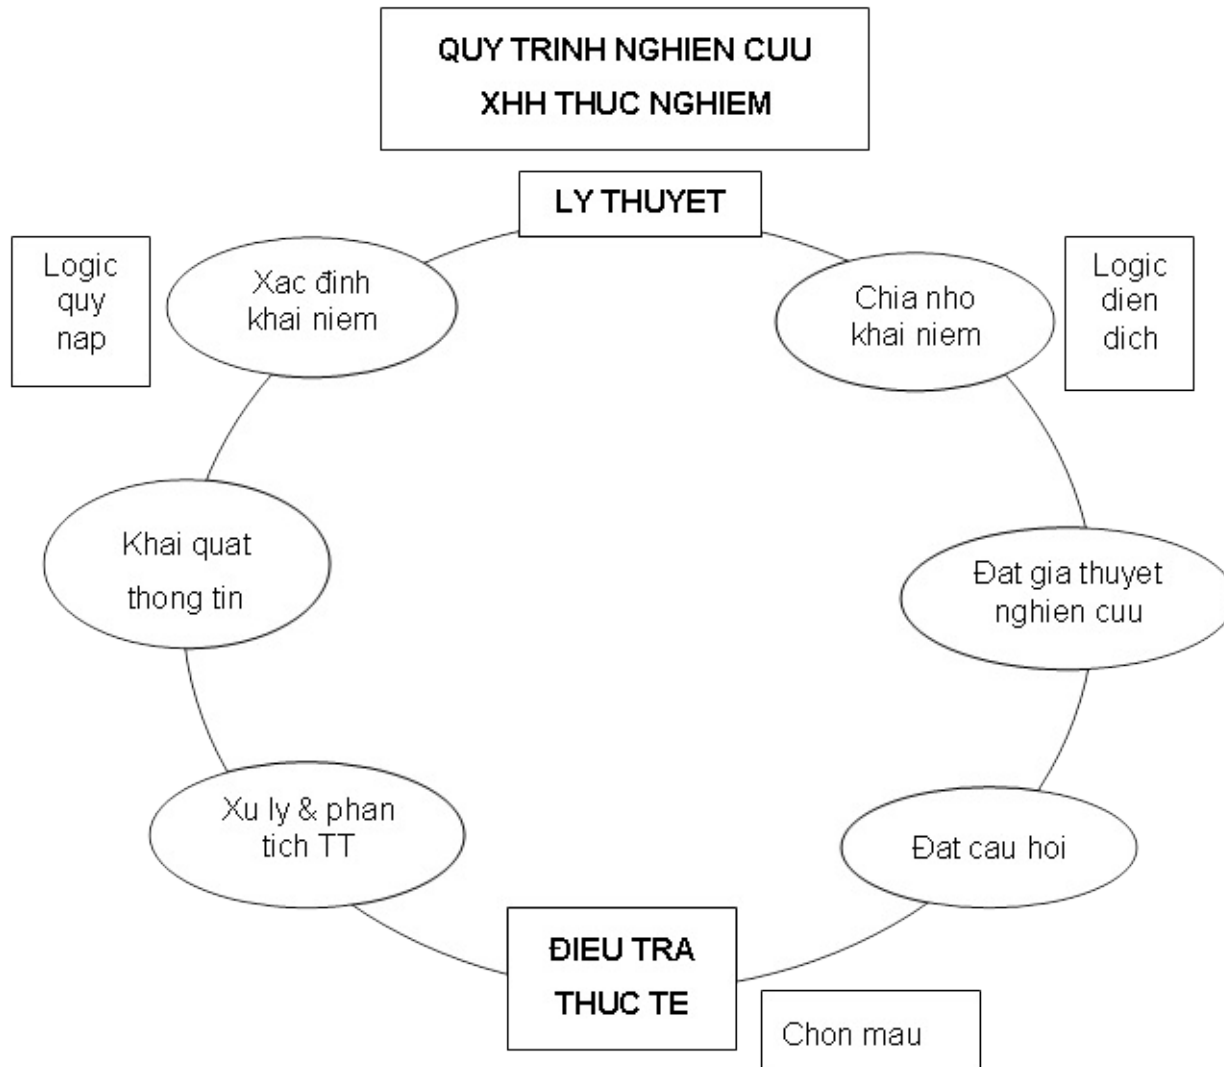 QUY TRINH NGHIEN CUU
XHH THUC NGHIEM
LY THUYET
Logic
quy
nap
Xac đinh
khai niem
Chia nho
khai niem
Logic
dien
dich
Khai quat
thong tin
Đat gia thuyet
nghien cuu
Xu ly & phan
tich TT
Đat cau hoi
ĐIEU TRA
THUC TE
Chon mau